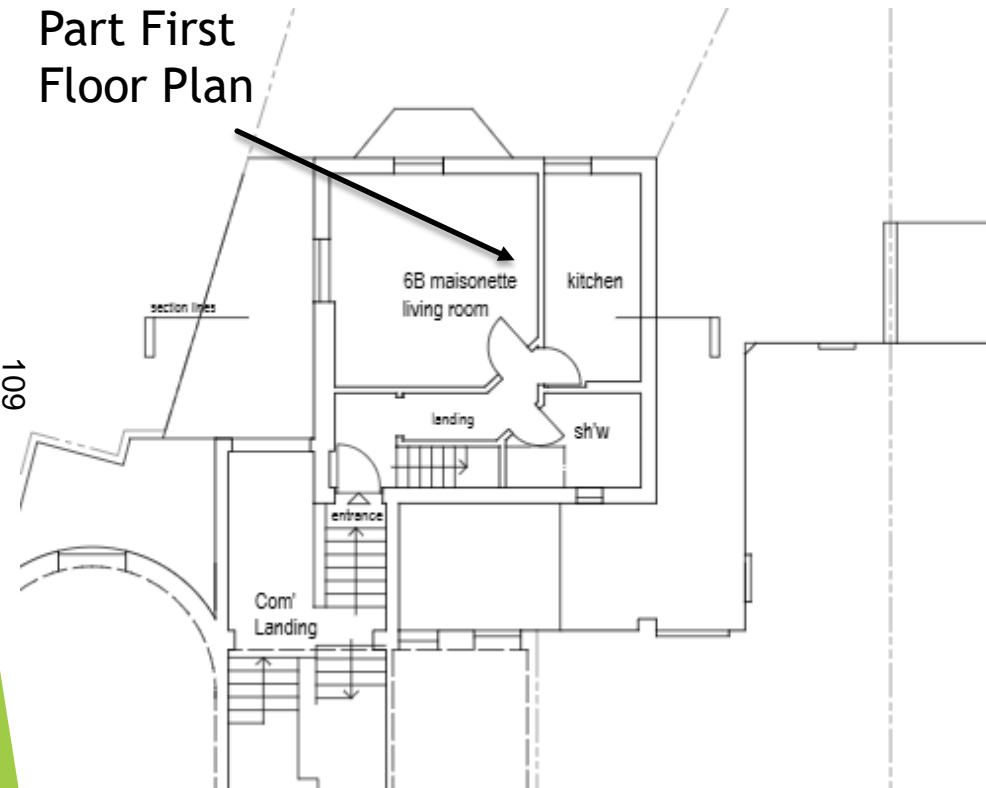 Part First
Floor Plan
6B maisonette
living room
kitchen
section lines
109
landing
sh'w
entrance
Com'
Landing